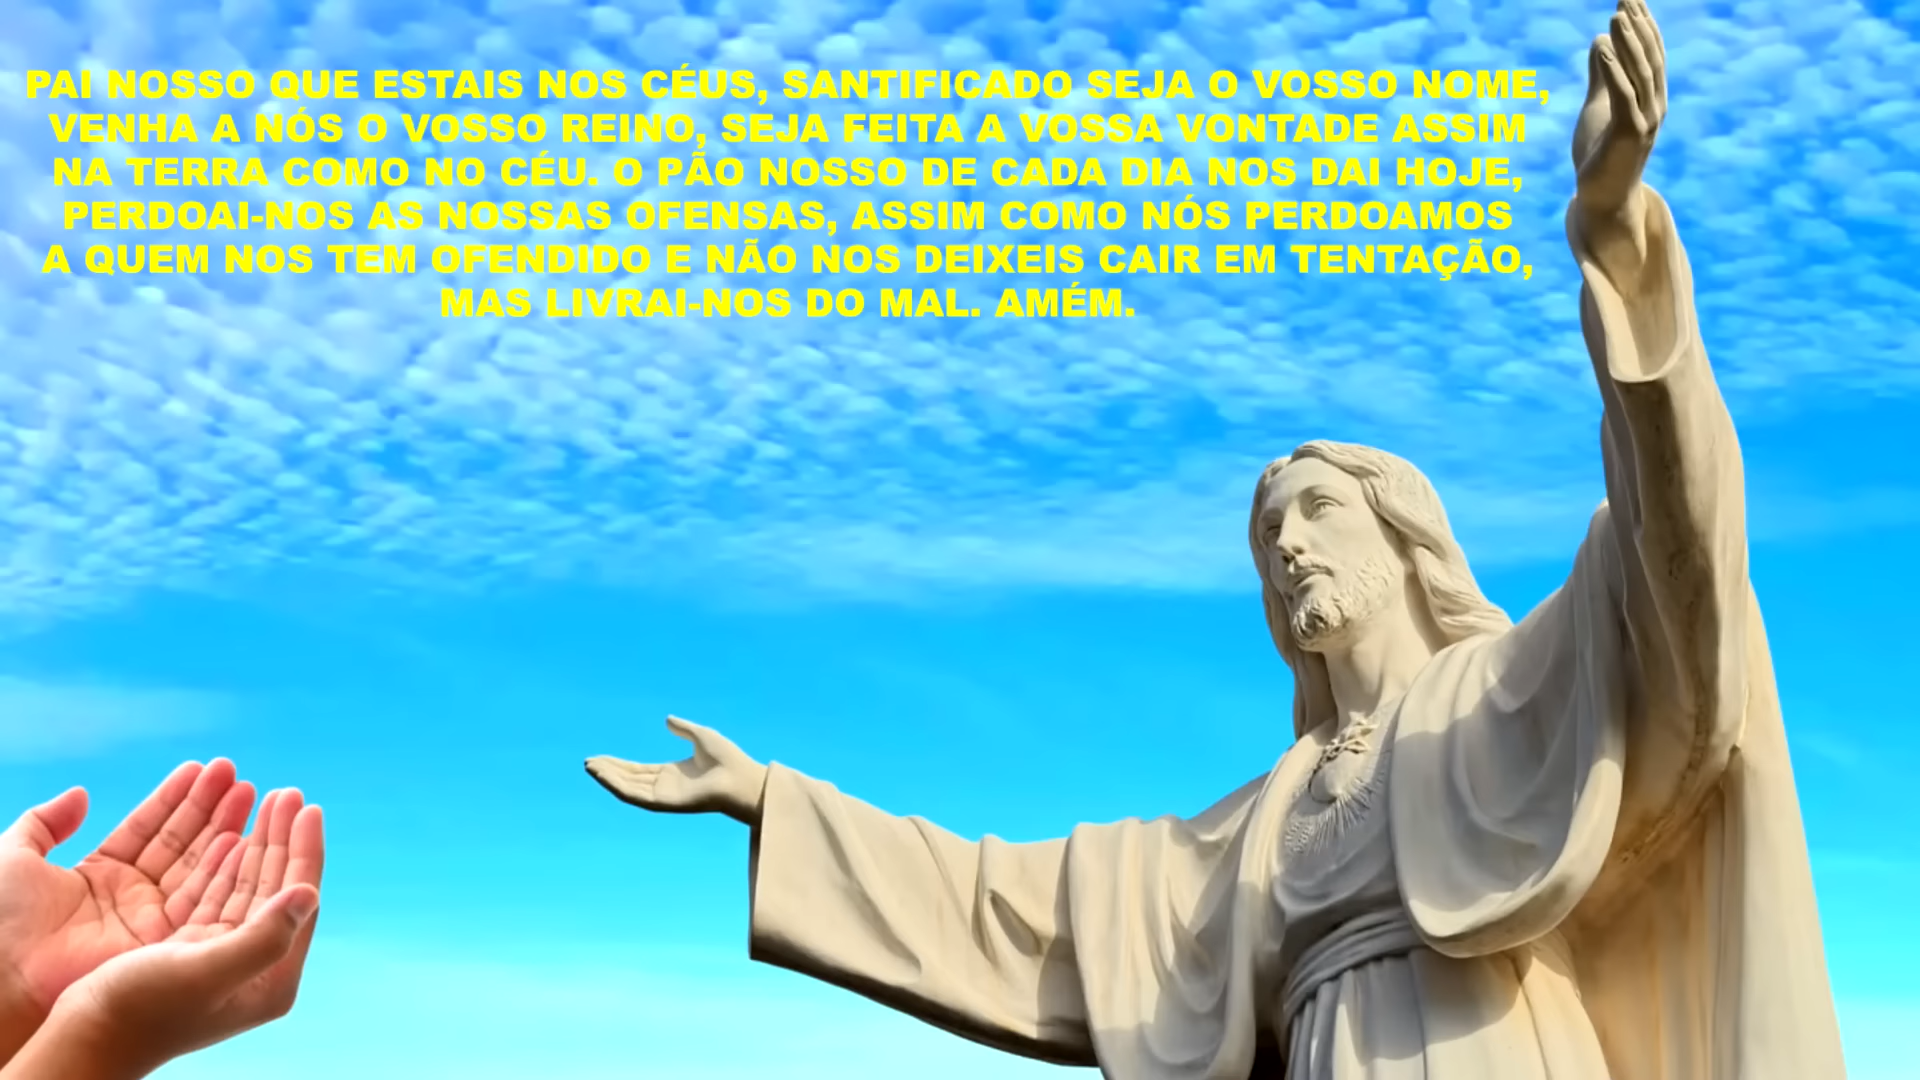 PAI NOSSO QUE ESTAIS NOS CÉUS, SANTIFICADO SEJA O VOSSO NOME,
VENHA A NÓS O VOSSO REINO, SEJA FEITA A VOSSA VONTADE ASSIM
NA TERRA COMO NO CÉU. O PÃO NOSSO DE CADA DIA NOS DAI HOJE,
PERDOAI-NOS AS NOSSAS OFENSAS, ASSIM COMO NÓS PERDOAMOS
A QUEM NOS TEM OFENDIDO E NÃO NOS DEIXEIS CAIR EM TENTAÇÃO,
MAS LIVRAI-NOS DO MAL. AMÉM.